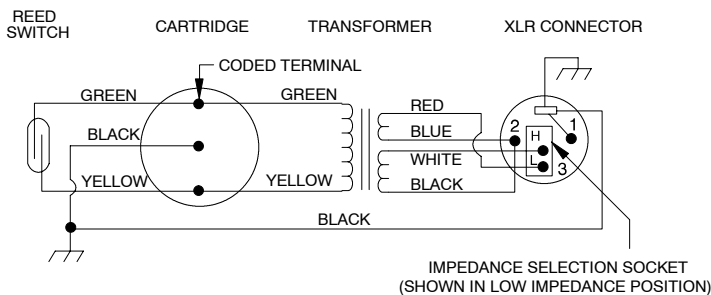 REED
SWITCH
CARTRIDGE
TRANSFORMER
XLR CONNECTOR
CODED TERMINAL
GREEN
GREEN
RED
BLACK
BLUE
2
H
1
WHITE
L
3
YELLOW
YELLOW
BLACK
BLACK
IMPEDANCE SELECTION SOCKET
(SHOWN IN LOW IMPEDANCE POSITION)